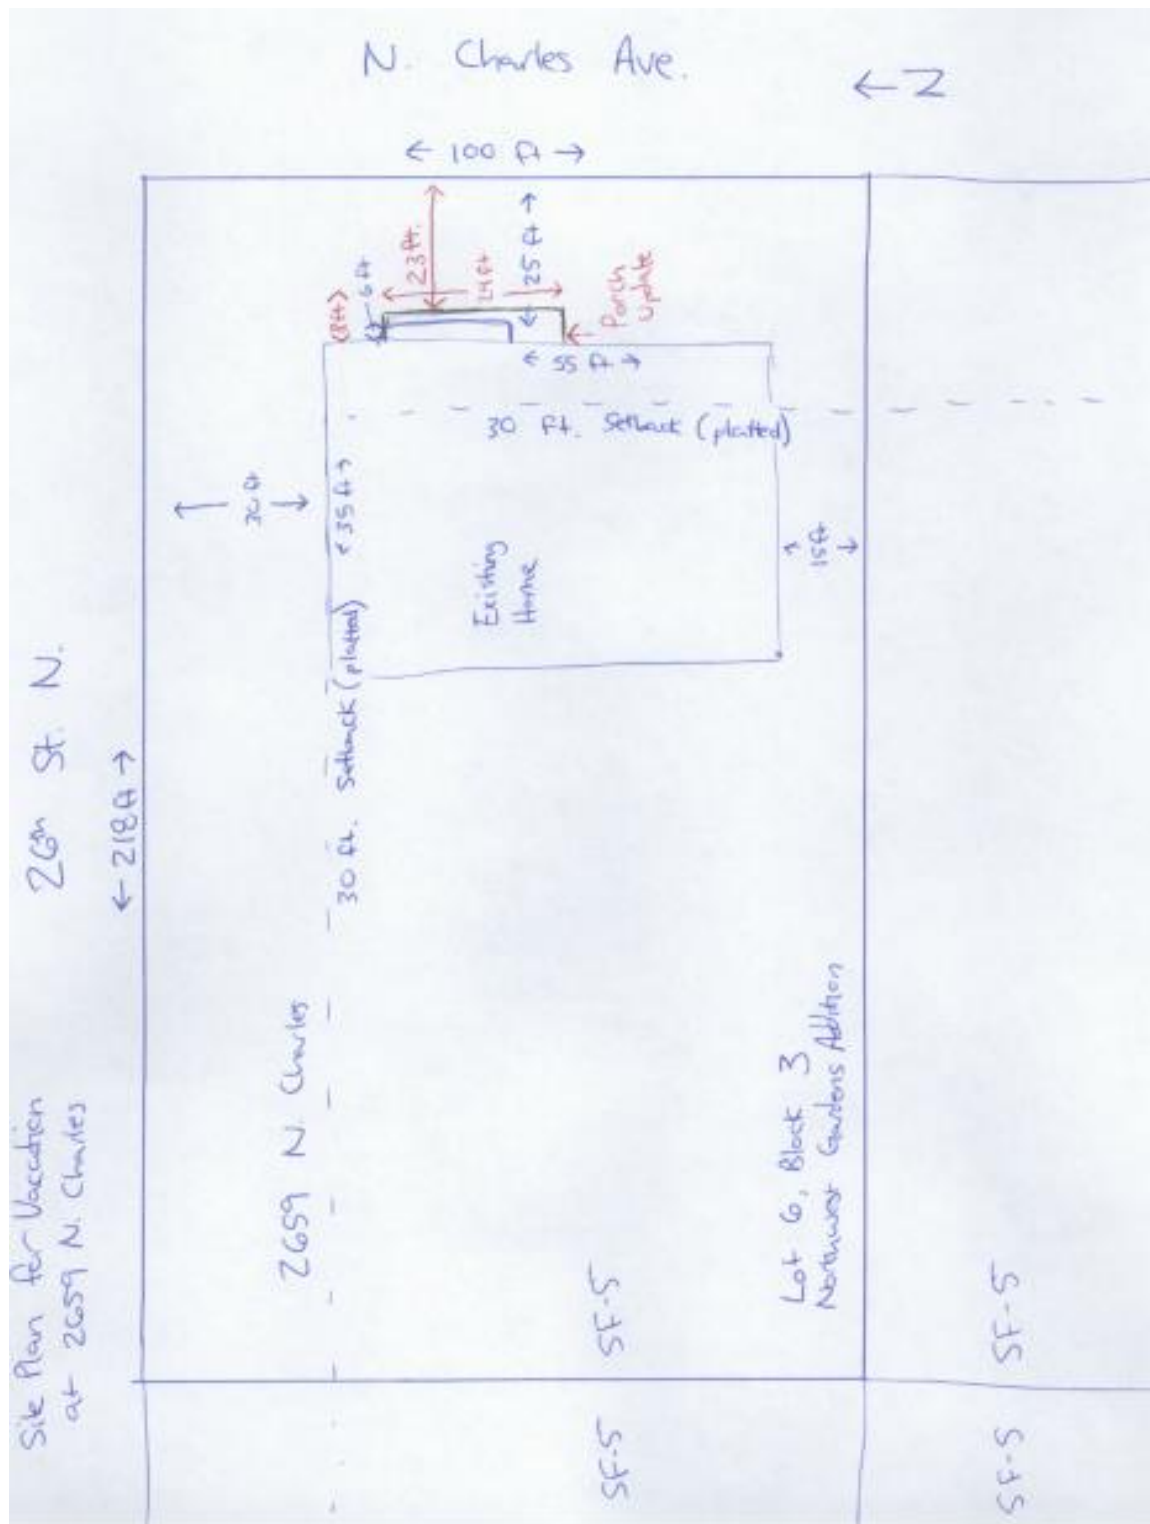 N. Charles Ave.
← N
← 100 ft →
23 ft.
24 ft
25 ft
6 ft
(8ft)
Porch
Update
← 55 ft →
30 ft. Setback (platted)
30 ft
35 ft
15 ft
Existing
Home
30 ft. Setback (platted)
26th St. N.
← 218 ft →
2659 N. Charles
Lot 6, Block 3
Northwest Gardens Addition
Site Plan for Vacation
at 2659 N. Charles
SF-5
SF-5
SF-5
SF-5